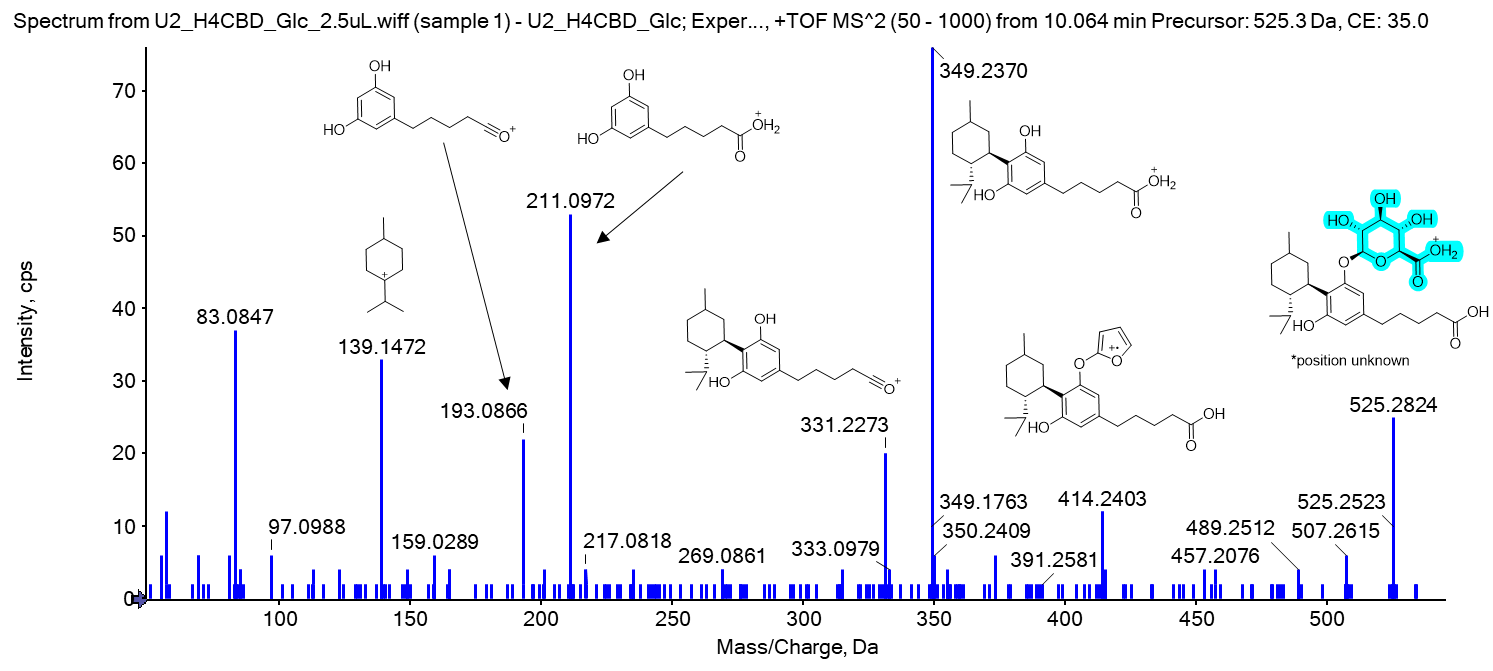 Spectrum from U2_H4CBD_Glc_2.5uL.wiff (sample 1) - U2_H4CBD_Glc; Exper..., +TOF MS^2 (50 - 1000) from 10.064 min Precursor: 525.3 Da, CE: 35.0
Intensity, cps
70
60
50
40
30
20
10
0
OH
HO
O+
OH
HO
+
OH2
O
349.2370
OH
HO
+
OH2
O
211.0972
OH
HO
OH
HO
O
O
+
OH2
O
HO
OH
O
*position unknown
+
83.0847
139.1472
193.0866
OH
HO
O+
331.2273
O
+•
O
HO
OH
O
525.2824
97.0988
159.0289
217.0818
269.0861
333.0979
349.1763
350.2409
391.2581
414.2403
457.2076
489.2512
507.2615
525.2523
100
150
200
250
300
350
400
450
500
Mass/Charge, Da